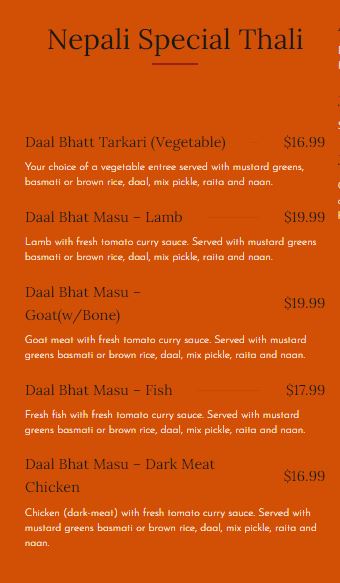 Nepali Special Thali
Daal Bhatt Tarkari (Vegetable) $16.99
Your choice of a vegetable entree served with mustard greens,
basmati or brown rice, daal, mix pickle, raita and naan.
Daal Bhat Masu – Lamb $19.99
Lamb with fresh tomato curry sauce. Served with mustard greens
basmati or brown rice, daal, mix pickle, raita and naan.
Daal Bhat Masu –
Goat(w/Bone) $19.99
Goat meat with fresh tomato curry sauce. Served with mustard
greens basmati or brown rice, daal, mix pickle, raita and naan.
Daal Bhat Masu – Fish $17.99
Fresh fish with fresh tomato curry sauce. Served with mustard
greens basmati or brown rice, daal, mix pickle, raita and naan.
Daal Bhat Masu – Dark Meat
Chicken $16.99
Chicken (dark-meat) with fresh tomato curry sauce. Served with
mustard greens basmati or brown rice, daal, mix pickle, raita and
naan.